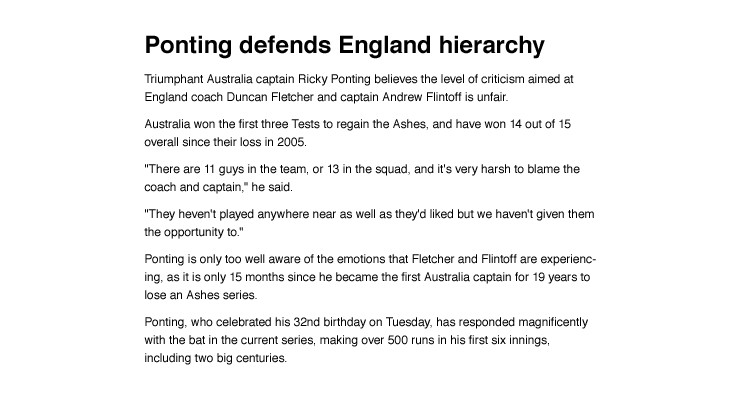 Ponting defends England hierarchy
Triumphant Australia captain Ricky Ponting believes the level of criticism aimed at
England coach Duncan Fletcher and captain Andrew Flintoff is unfair.
Australia won the first three Tests to regain the Ashes, and have won 14 out of 15
overall since their loss in 2005.
"There are 11 guys in the team, or 13 in the squad, and it's very harsh to blame the
coach and captain," he said.
"They heven't played anywhere near as well as they'd liked but we haven't given them
the opportunity to."
Ponting is only too well aware of the emotions that Fletcher and Flintoff are experienc-
ing, as it is only 15 months since he became the first Australia captain for 19 years to
lose an Ashes series.
Ponting, who celebrated his 32nd birthday on Tuesday, has responded magnificently
with the bat in the current series, making over 500 runs in his first six innings,
including two big centuries.